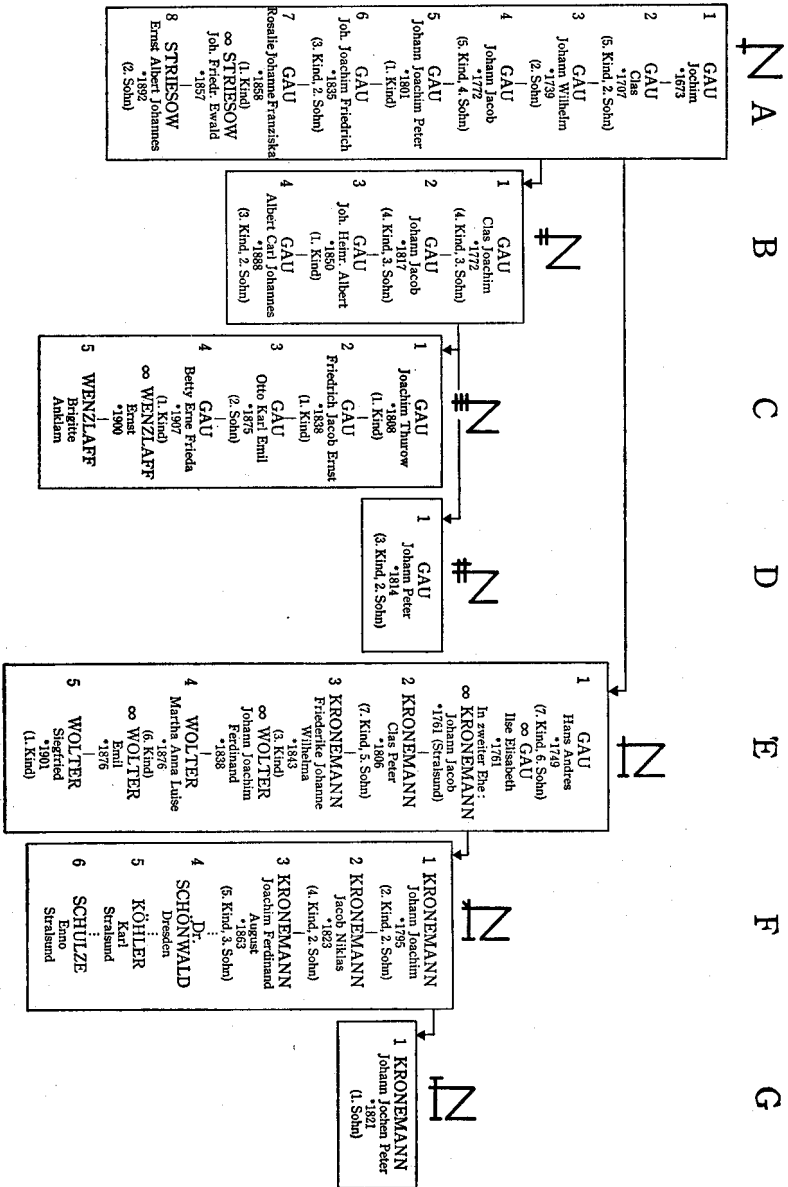 A
1 GAU
Jochim
*1673
2 GAU
Clas
*1707
(5. Kind, 2. Sohn)
3 GAU
Johann Wilhelm
*1739
(2. Sohn)
4 GAU
Johann Jacob
*1772
(5. Kind, 4. Sohn)
5 GAU
Johann Joachim Peter
*1801
(1. Kind)
6 GAU
Joh. Joachim Friedrich
*1835
(3. Kind, 2. Sohn)
7 GAU
Rosalie Johanne Franziska
*1858
(1. Kind)
∞ STRIESOW
Joh. Friedr. Ewald
*1857
8 STRIESOW
Ernst Albert Johannes
*1892
(2. Sohn)
B
1 GAU
Clas Joachim
*1772
(4. Kind, 3. Sohn)
2 GAU
Johann Jacob
*1817
(4. Kind, 3. Sohn)
3 GAU
Joh. Heinr. Albert
*1850
(1. Kind)
4 GAU
Albert Carl Johannes
*1888
(3. Kind, 2. Sohn)
C
1 GAU
Joachim Thurow
*1808
(1. Kind)
2 GAU
Friedrich Jacob Ernst
*1838
(1. Kind)
3 GAU
Otto Karl Emil
*1875
(2. Sohn)
4 GAU
Betty Erne Frieda
*1907
(1. Kind)
∞ WENZLAFF
Ernst
*1900
5 WENZLAFF
Brigitte
Anklam
D
1 GAU
Johann Peter
*1814
(3. Kind, 2. Sohn)
E
1 GAU
Hans Andres
*1749
(7. Kind, 6. Sohn)
∞ GAU
Ilse Elisabeth
*1761
In zweiter Ehe:
∞ KRONEMANN
Johann Jacob
*1761 (Stralsund)
2 KRONEMANN
Clas Peter
*1806
(7. Kind, 5. Sohn)
3 KRONEMANN
Friederike Johanne
Wilhelma
*1843
(3. Kind)
∞ WOLTER
Johann Joachim
Ferdinand
*1838
4 WOLTER
Martha Anna Luise
*1876
(6. Kind)
∞ WOLTER
Emil
*1876
5 WOLTER
Siegfried
*1901
(1. Kind)
F
1 KRONEMANN
Johann Joachim
*1795
(2. Kind, 2. Sohn)
2 KRONEMANN
Jacob Niklas
*1823
(4. Kind, 2. Sohn)
3 KRONEMANN
Joachim Ferdinand
August
*1863
(5. Kind, 3. Sohn)
4 Dr.
SCHÖNWALD
Dresden
5 KÖHLER
Karl
Stralsund
6 SCHULZE
Enno
Stralsund
G
1 KRONEMANN
Johann Jochen Peter
*1821
(1. Sohn)